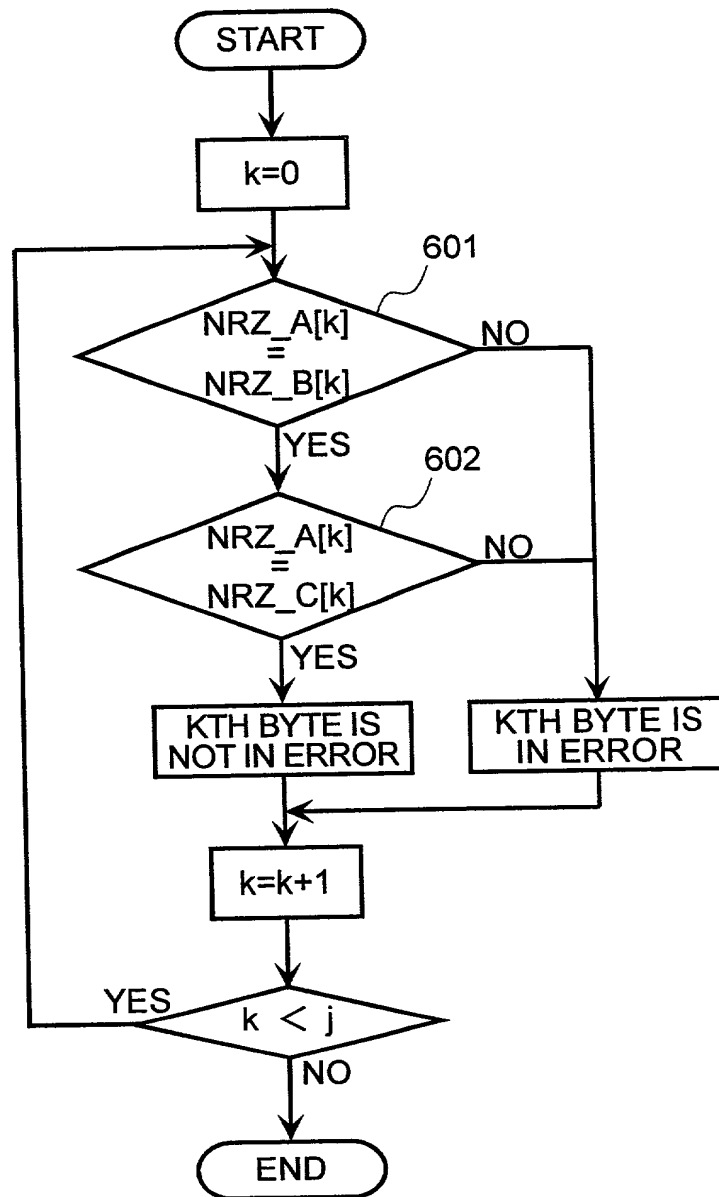 START
k=0
601
NRZ_A[k]
=
NRZ_B[k]
NO
YES
602
NRZ_A[k]
=
NRZ_C[k]
NO
YES
KTH BYTE IS
NOT IN ERROR
KTH BYTE IS
IN ERROR
k=k+1
YES
k < j
NO
END